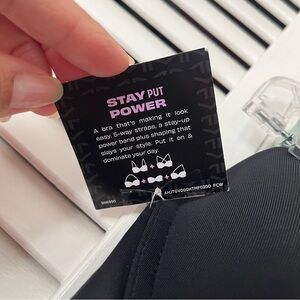 STAY PUT
POWER
A bra that's making it look
easy. 5-way straps, a stay-up
power band plus shaping that
slays your style. Put it on &
dominate your day.